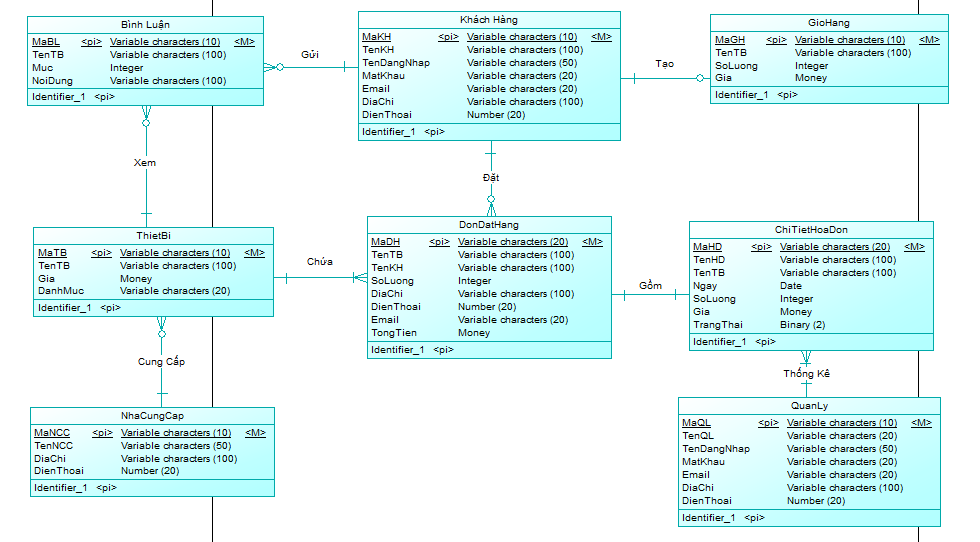 Bình Luận
MaBL <pi> Variable characters (10) <M>
TenTB Variable characters (100)
Muc Integer
NoiDung Variable characters (100)
Identifier_1 <pi>
Gửi
Khách Hàng
MaKH <pi> Variable characters (10) <M>
TenKH Variable characters (100)
TenDangNhap Variable characters (50)
MatKhau Variable characters (20)
Email Variable characters (20)
DiaChi Variable characters (100)
DienThoai Number (20)
Identifier_1 <pi>
Tạo
GioHang
MaGH <pi> Variable characters (10) <M>
TenTB Variable characters (100)
SoLuong Integer
Gia Money
Identifier_1 <pi>
Xem
Đặt
ThietBi
MaTB <pi> Variable characters (10) <M>
TenTB Variable characters (100)
Gia Money
DanhMuc Variable characters (20)
Identifier_1 <pi>
Chứa
DonDatHang
MaDH <pi> Variable characters (20) <M>
TenTB Variable characters (100)
TenKH Variable characters (100)
SoLuong Integer
DiaChi Variable characters (100)
DienThoai Number (20)
Email Variable characters (20)
TongTien Money
Identifier_1 <pi>
Gồm
ChiTietHoaDon
MaHD <pi> Variable characters (20) <M>
TenHD Variable characters (100)
TenTB Variable characters (100)
Ngay Date
SoLuong Integer
Gia Money
TrangThai Binary (2)
Identifier_1 <pi>
Cung Cấp
Thống Kê
NhaCungCap
MaNCC <pi> Variable characters (10) <M>
TenNCC Variable characters (50)
DiaChi Variable characters (100)
DienThoai Number (20)
Identifier_1 <pi>
QuanLy
MaQL <pi> Variable characters (10) <M>
TenQL Variable characters (20)
TenDangNhap Variable characters (50)
MatKhau Variable characters (20)
Email Variable characters (20)
DiaChi Variable characters (100)
DienThoai Number (20)
Identifier_1 <pi>